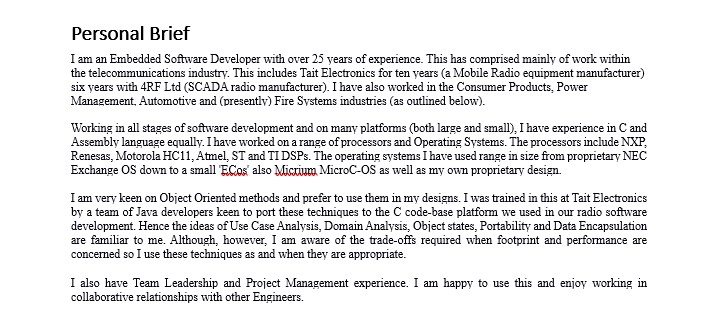 Personal Brief
I am an Embedded Software Developer with over 25 years of experience. This has comprised mainly of work within
the telecommunications industry. This includes Tait Electronics for ten years (a Mobile Radio equipment manufacturer)
six years with 4RF Ltd (SCADA radio manufacturer). I have also worked in the Consumer Products, Power
Management, Automotive and (presently) Fire Systems industries (as outlined below).
Working in all stages of software development and on many platforms (both large and small), I have experience in C and
Assembly language equally. I have worked on a range of processors and Operating Systems. The processors include NXP,
Renesas, Motorola HC11, Atmel, ST and TI DSPs. The operating systems I have used range in size from proprietary NEC
Exchange OS down to a small 'ECos' also Micrium MicroC-OS as well as my own proprietary design.
I am very keen on Object Oriented methods and prefer to use them in my designs. I was trained in this at Tait Electronics
by a team of Java developers keen to port these techniques to the C code-base platform we used in our radio software
development. Hence the ideas of Use Case Analysis, Domain Analysis, Object states, Portability and Data Encapsulation
are familiar to me. Although, however, I am aware of the trade-offs required when footprint and performance are
concerned so I use these techniques as and when they are appropriate.
I also have Team Leadership and Project Management experience. I am happy to use this and enjoy working in
collaborative relationships with other Engineers.